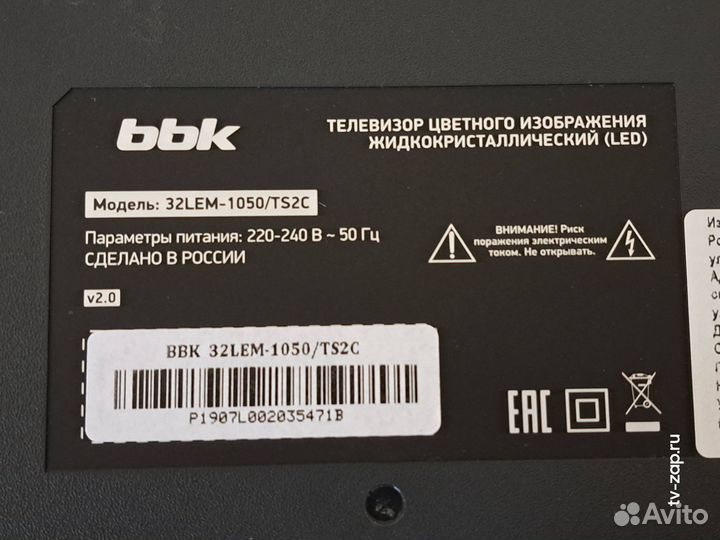 bbk
ТЕЛЕВИЗОР ЦВЕТНОГО ИЗОБРАЖЕНИЯ
ЖИДКОКРИСТАЛЛИЧЕСКИЙ (LED)
Модель: 32LEM-1050/TS2C
Параметры питания: 220-240 В ~ 50 Гц
СДЕЛАНО В РОССИИ
ВНИМАНИЕ! Риск
поражения электрическим
током. Не открывать.
v2.0
BBK 32LEM-1050/TS2C
P1907L002035471B
EAC
tv-zap.ru
Avito